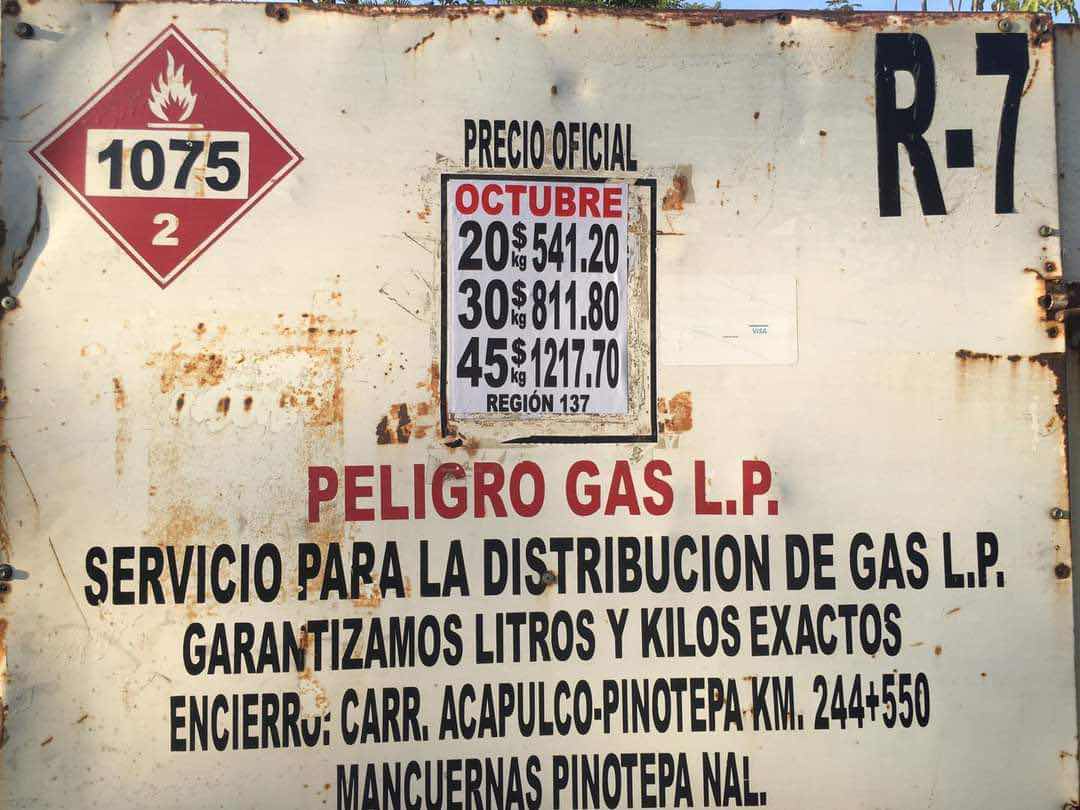 1075
2
R-7
PRECIO OFICIAL
OCTUBRE
20 $ kg 541.20
30 $ kg 811.80
45 $ kg 1217.70
REGIÓN 137
VISA
PELIGRO GAS L.P.
SERVICIO PARA LA DISTRIBUCION DE GAS L.P.
GARANTIZAMOS LITROS Y KILOS EXACTOS
ENCIERRO: CARR. ACAPULCO-PINOTEPA KM. 244+550
MANCUERNAS PINOTEPA NAL.